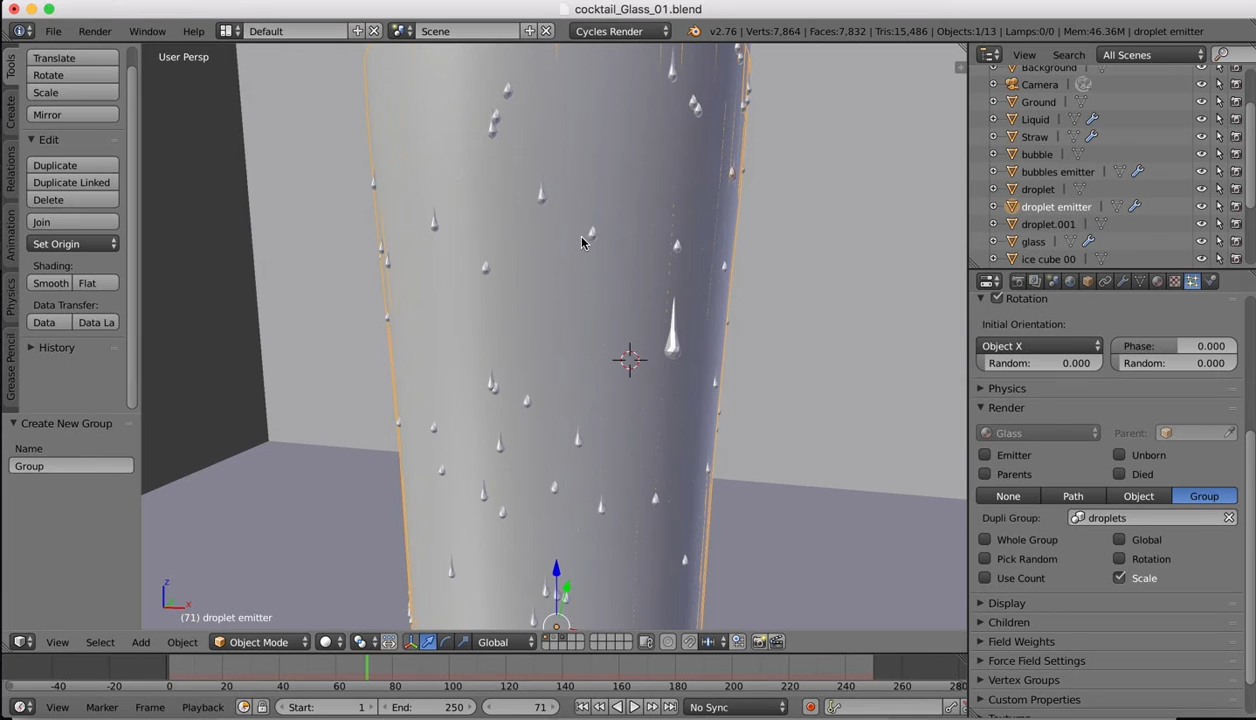 cocktail_Glass_01.blend
File Render Window Help Default Scene Cycles Render v2.76 | Verts:7,864 | Faces:7,832 | Tris:15,486 | Objects:1/13 | Lamps:0/0 | Mem:46.36M | droplet emitter
Tools
Create
Relations
Animation
Physics
Grease Pencil
Translate
Rotate
Scale
Mirror
Edit
Duplicate
Duplicate Linked
Delete
Join
Set Origin
Shading:
Smooth Flat
Data Transfer:
Data Data La
History
Create New Group
Name
Group
User Persp
z
x
(71) droplet emitter
View Select Add Object Object Mode Global
-40 -20 0 20 40 60 80 100 120 140 160 180 200 220 240 260 280
View Marker Frame Playback Start: 1 End: 250 71 No Sync
View Search All Scenes
Background
Camera
Ground
Liquid
Straw
bubble
bubbles emitter
droplet
droplet emitter
droplet.001
glass
ice cube 00
Rotation
Initial Orientation:
Object X Phase: 0.000
Random: 0.000 Random: 0.000
Physics
Render
Glass Parent:
Emitter Unborn
Parents Died
None Path Object Group
Dupli Group: droplets
Whole Group Global
Pick Random Rotation
Use Count Scale
Display
Children
Field Weights
Force Field Settings
Vertex Groups
Custom Properties